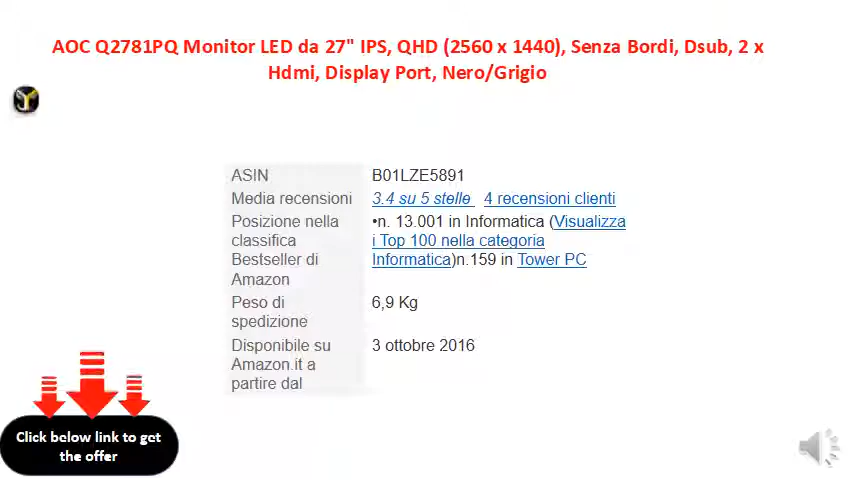 AOC Q2781PQ Monitor LED da 27" IPS, QHD (2560 x 1440), Senza Bordi, Dsub, 2 x
Hdmi, Display Port, Nero/Grigio
ASIN B01LZE5891
Media recensioni 3.4 su 5 stelle 4 recensioni clienti
Posizione nella •n. 13.001 in Informatica (Visualizza
classifica i Top 100 nella categoria
Bestseller di Informatica)n.159 in Tower PC
Amazon
Peso di 6,9 Kg
spedizione
Disponibile su 3 ottobre 2016
Amazon.it a
partire dal
Click below link to get
the offer